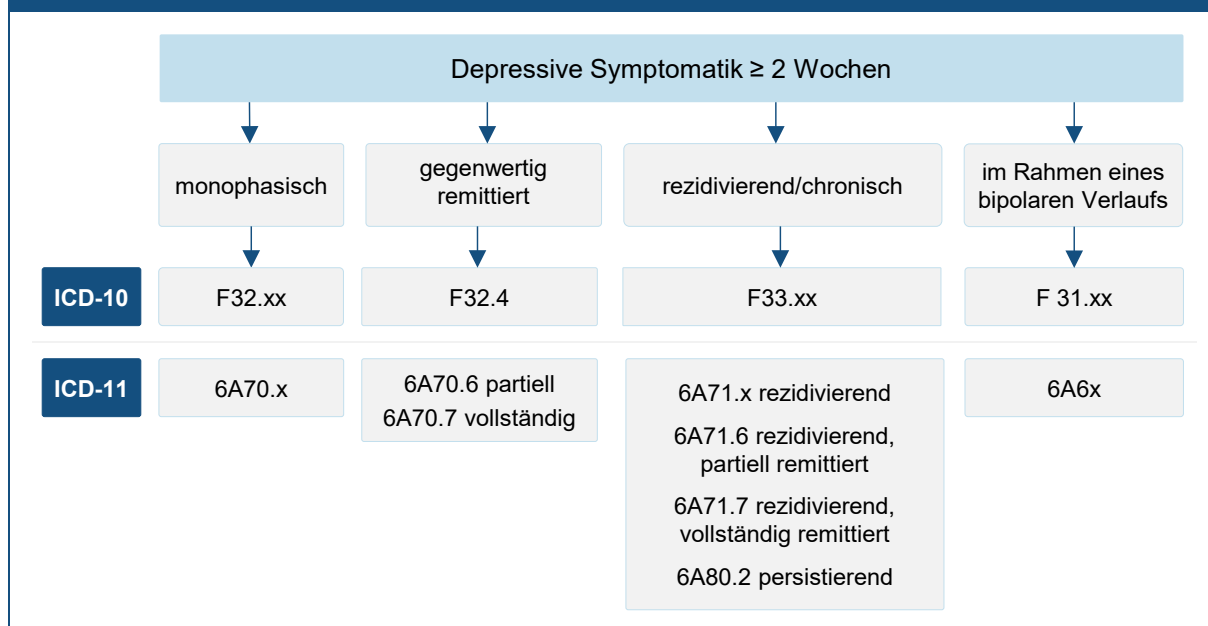 Depressive Symptomatik ≥ 2 Wochen
monophasisch
gegenwertig
remittiert
rezidivierend/chronisch
im Rahmen eines
bipolaren Verlaufs
ICD-10
F32.xx
F32.4
F33.xx
F 31.xx
ICD-11
6A70.x
6A70.6 partiell
6A70.7 vollständig
6A71.x rezidivierend
6A71.6 rezidivierend,
partiell remittiert
6A71.7 rezidivierend,
vollständig remittiert
6A80.2 persistierend
6A6x